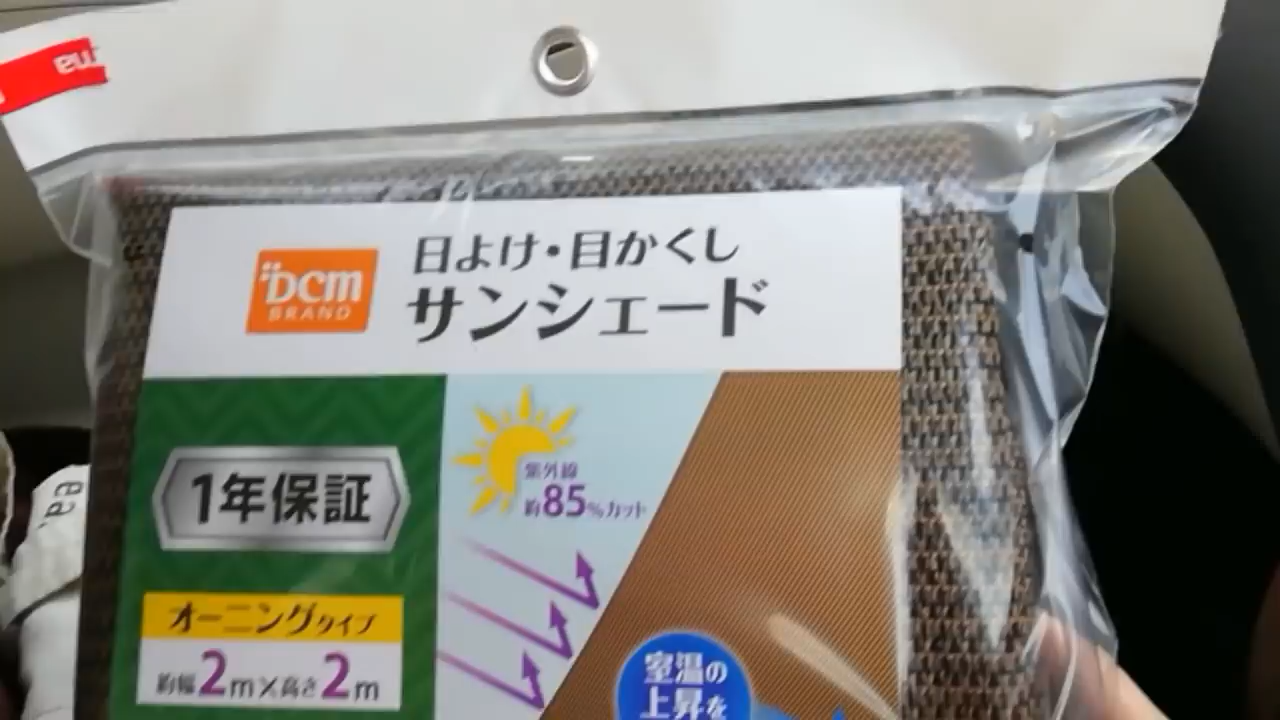 DCM
BRAND
日よけ・目かくし
サンシェード
1年保証
紫外線
約85%カット
オーニングタイプ
約幅2m×高さ2m
室温の
上昇を
ea.